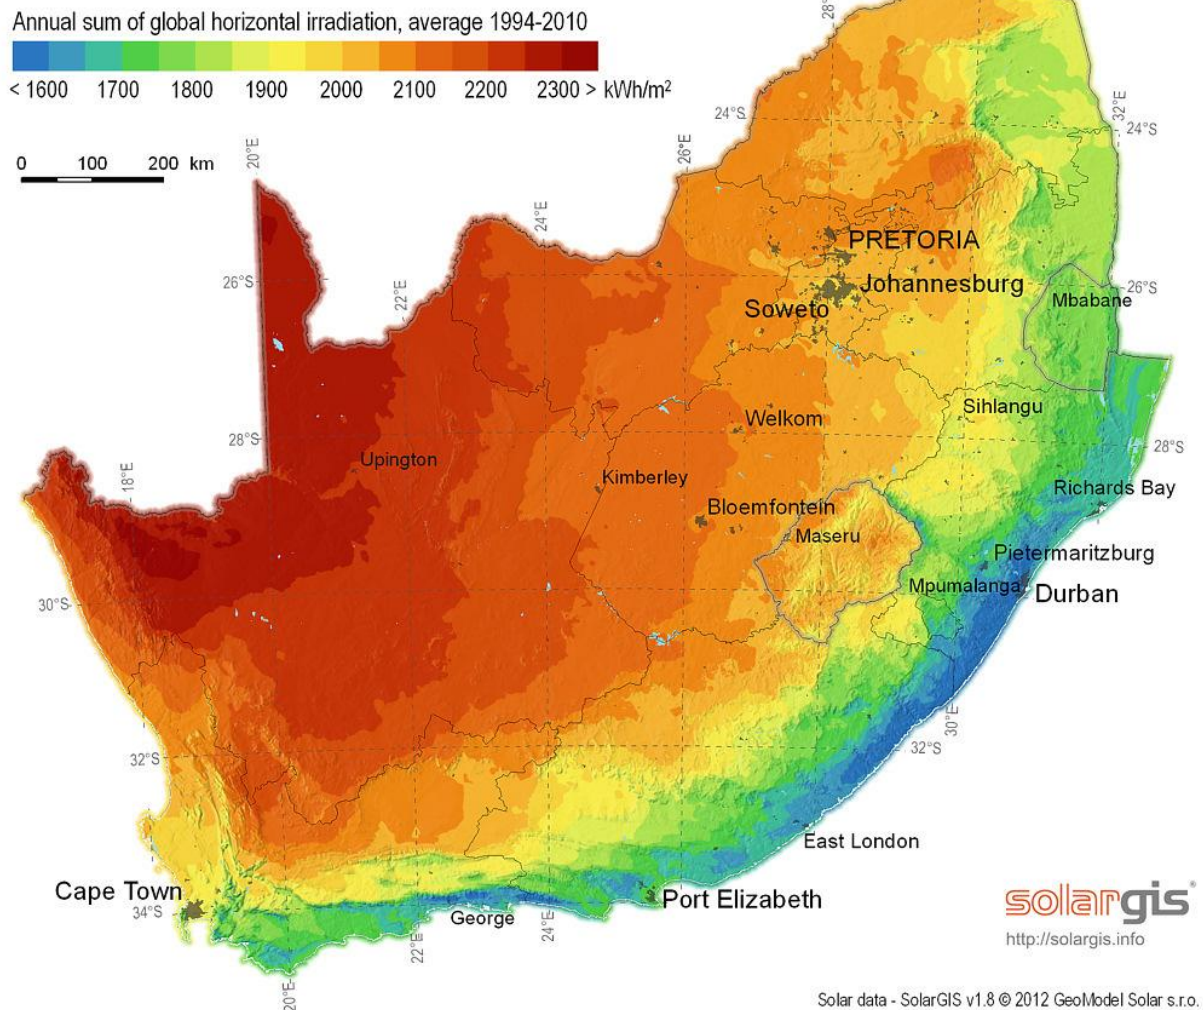 Annual sum of global horizontal irradiation, average 1994-2010
< 1600 1700 1800 1900 2000 2100 2200 2300 > kWh/m²
0 100 200 km
28°
24°S
32°E
24°S
20°E
26°E
24°E
PRETORIA
26°S
22°E
Johannesburg
Mbabane
26°S
Soweto
Sihlangu
Welkom
28°S
28°S
Upington
18°E
Kimberley
Richards Bay
Bloemfontein
Maseru
Pietermaritzburg
Mpumalanga
Durban
30°S
30°E
32°S
32°S
East London
Cape Town
34°S
Port Elizabeth
George
22°E
24°E
20°E
solargis®
http://solargis.info
Solar data - SolarGIS v1.8 © 2012 GeoModel Solar s.r.o.